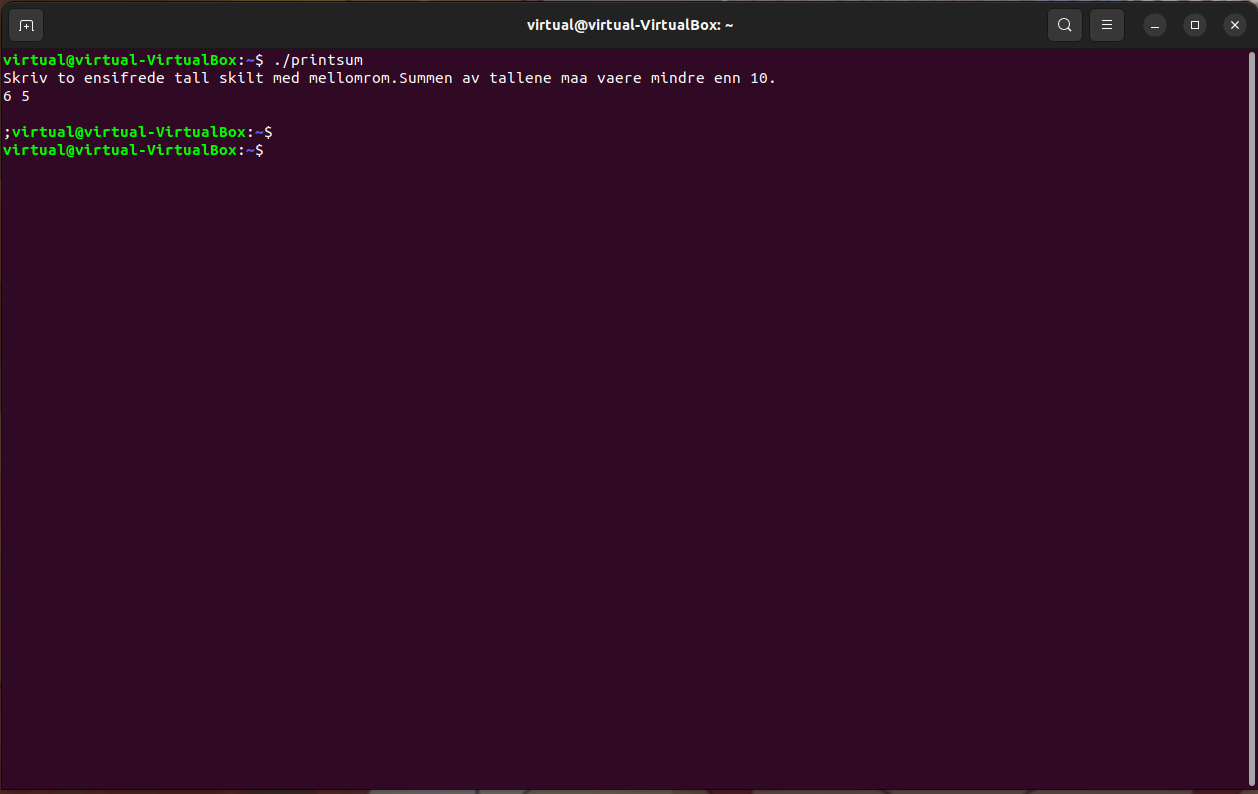 virtual@virtual-VirtualBox: ~
virtual@virtual-VirtualBox:~$ ./printsum
Skriv to ensifrede tall skilt med mellomrom.Summen av tallene maa vaere mindre enn 10.
6 5
;virtual@virtual-VirtualBox:~$
virtual@virtual-VirtualBox:~$